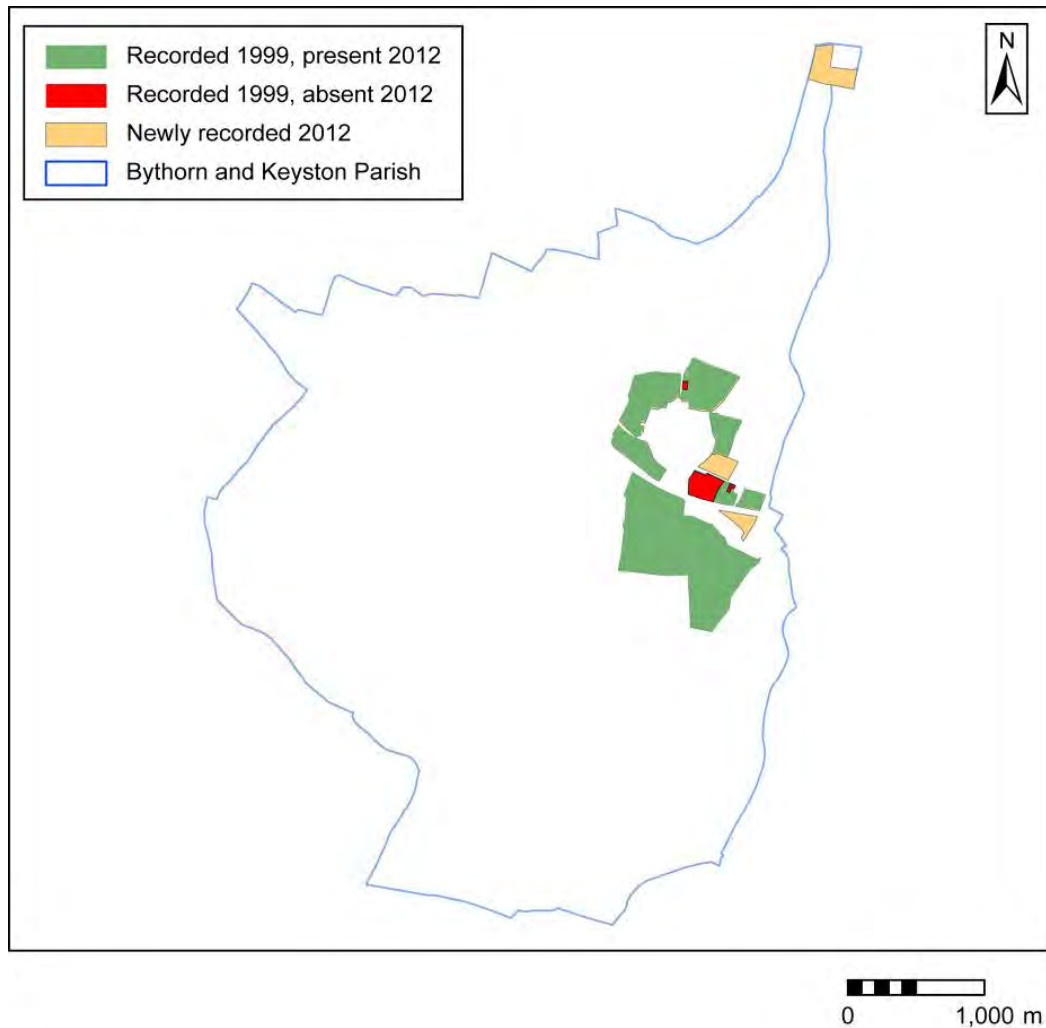 Recorded 1999, present 2012
Recorded 1999, absent 2012
Newly recorded 2012
Bythorn and Keyston Parish
N
0 1,000 m